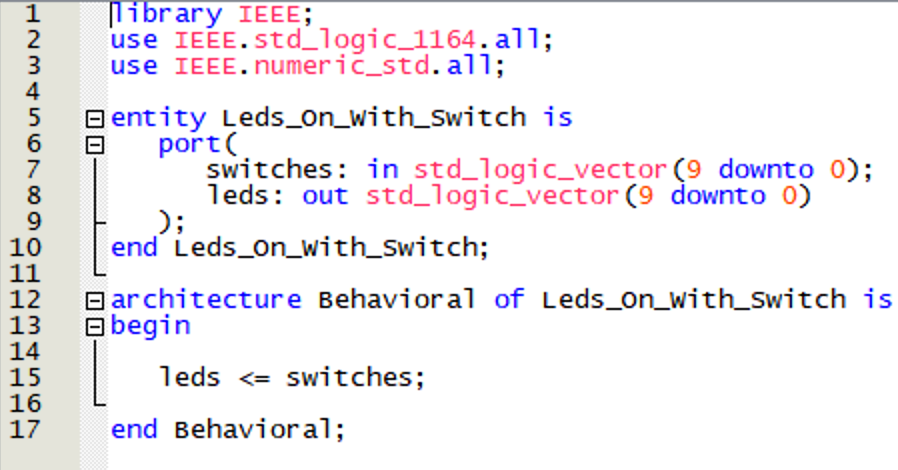 1 library IEEE;
2 use IEEE.std_logic_1164.all;
3 use IEEE.numeric_std.all;
4
5 entity Leds_On_With_Switch is
6 port(
7 switches: in std_logic_vector(9 downto 0);
8 leds: out std_logic_vector(9 downto 0)
9 );
10 end Leds_On_With_Switch;
11
12 architecture Behavioral of Leds_On_With_Switch is
13 begin
14
15 leds <= switches;
16
17 end Behavioral;